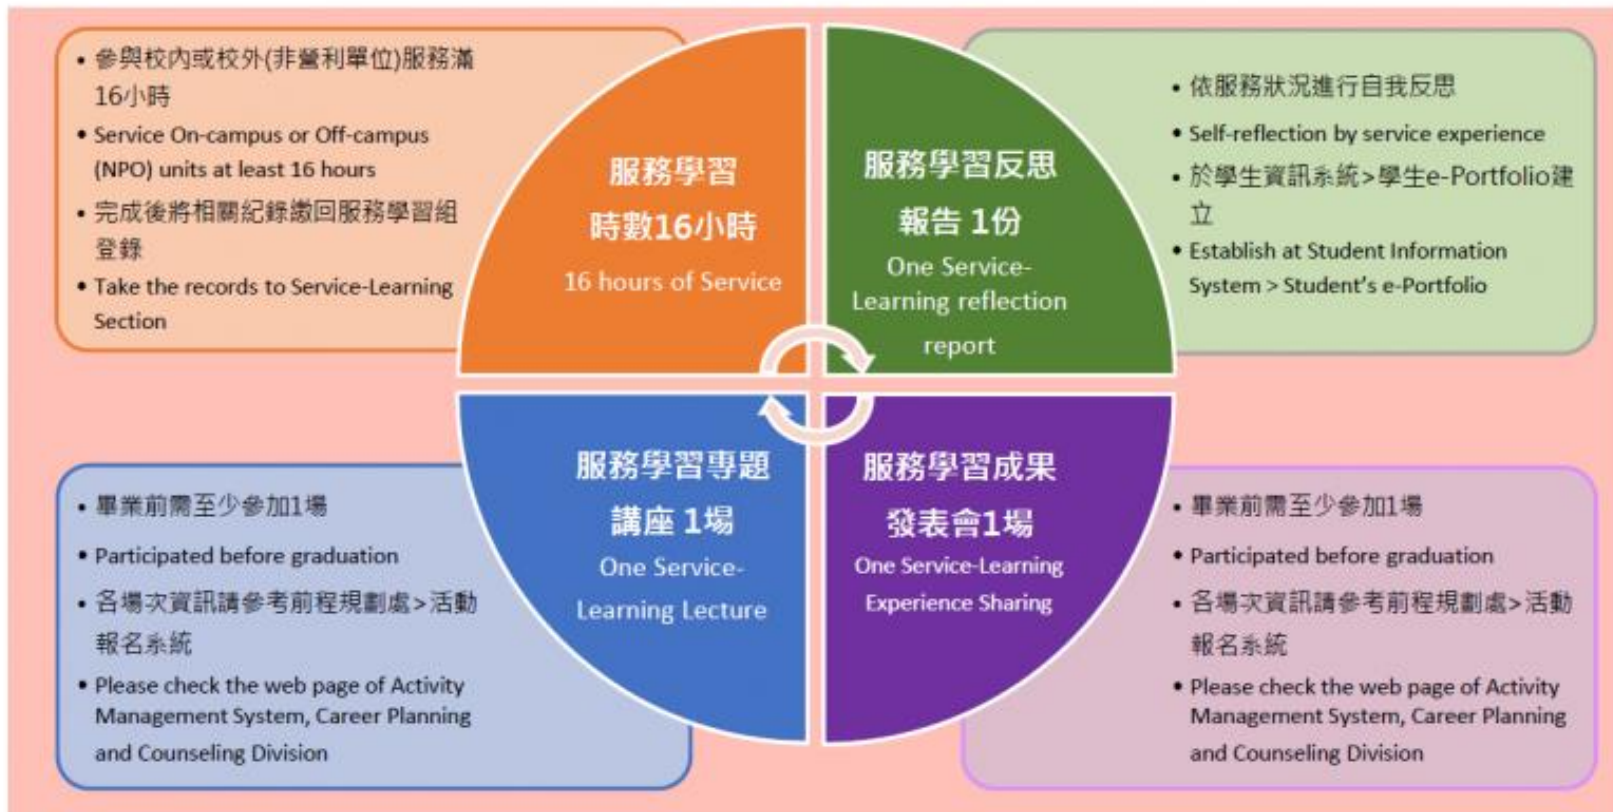 • 參與校內或校外(非營利單位)服務滿
16小時
• Service On-campus or Off-campus
(NPO) units at least 16 hours
• 完成後將相關紀錄繳回服務學習組
登錄
• Take the records to Service-Learning
Section
服務學習
時數16小時
16 hours of Service
服務學習反思
報告 1份
One Service-
Learning reflection
report
• 依服務狀況進行自我反思
• Self-reflection by service experience
• 於學生資訊系統>學生e-Portfolio建
立
• Establish at Student Information
System > Student’s e-Portfolio
• 畢業前需至少參加1場
• Participated before graduation
• 各場次資訊請參考前程規劃處>活動
報名系統
• Please check the web page of Activity
Management System, Career Planning
and Counseling Division
服務學習專題
講座 1場
One Service-
Learning Lecture
服務學習成果
發表會1場
One Service-Learning
Experience Sharing
• 畢業前需至少參加1場
• Participated before graduation
• 各場次資訊請參考前程規劃處>活動
報名系統
• Please check the web page of Activity
Management System, Career Planning
and Counseling Division